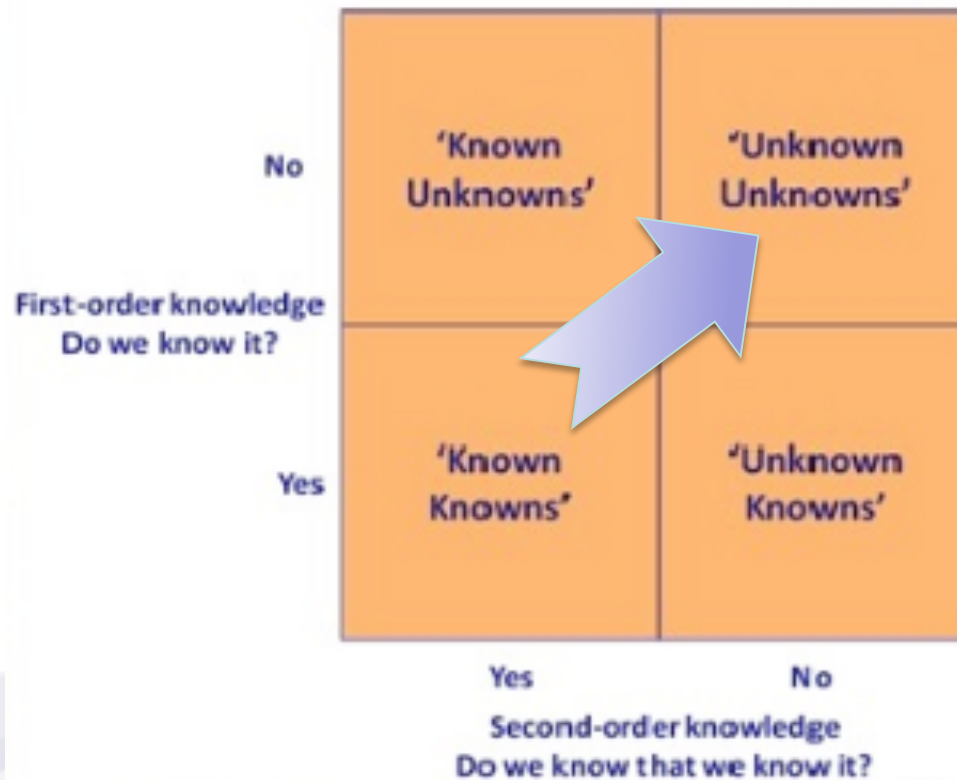 No
'Known
Unknowns'
'Unknown
Unknowns'
First-order knowledge
Do we know it?
Yes
'Known
Knowns'
'Unknown
Knowns'
Yes
No
Second-order knowledge
Do we know that we know it?